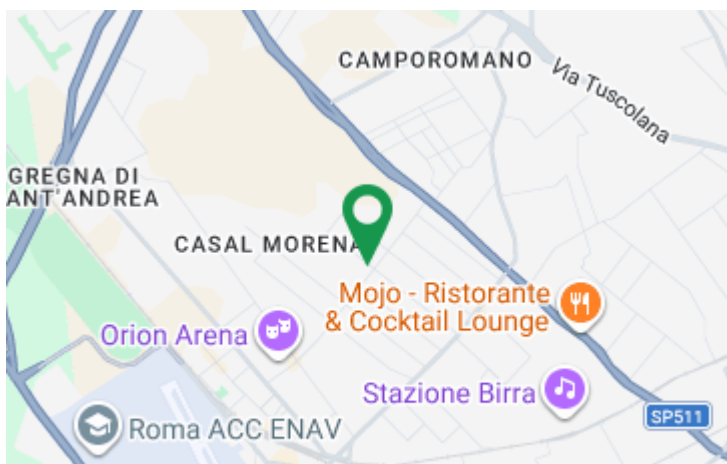 CAMPOROMANO
Via Tuscolana
GREGNA DI
ANT'ANDREA
CASAL MORENA
Mojo - Ristorante
& Cocktail Lounge
Orion Arena
Stazione Birra
SP511
Roma ACC ENAV